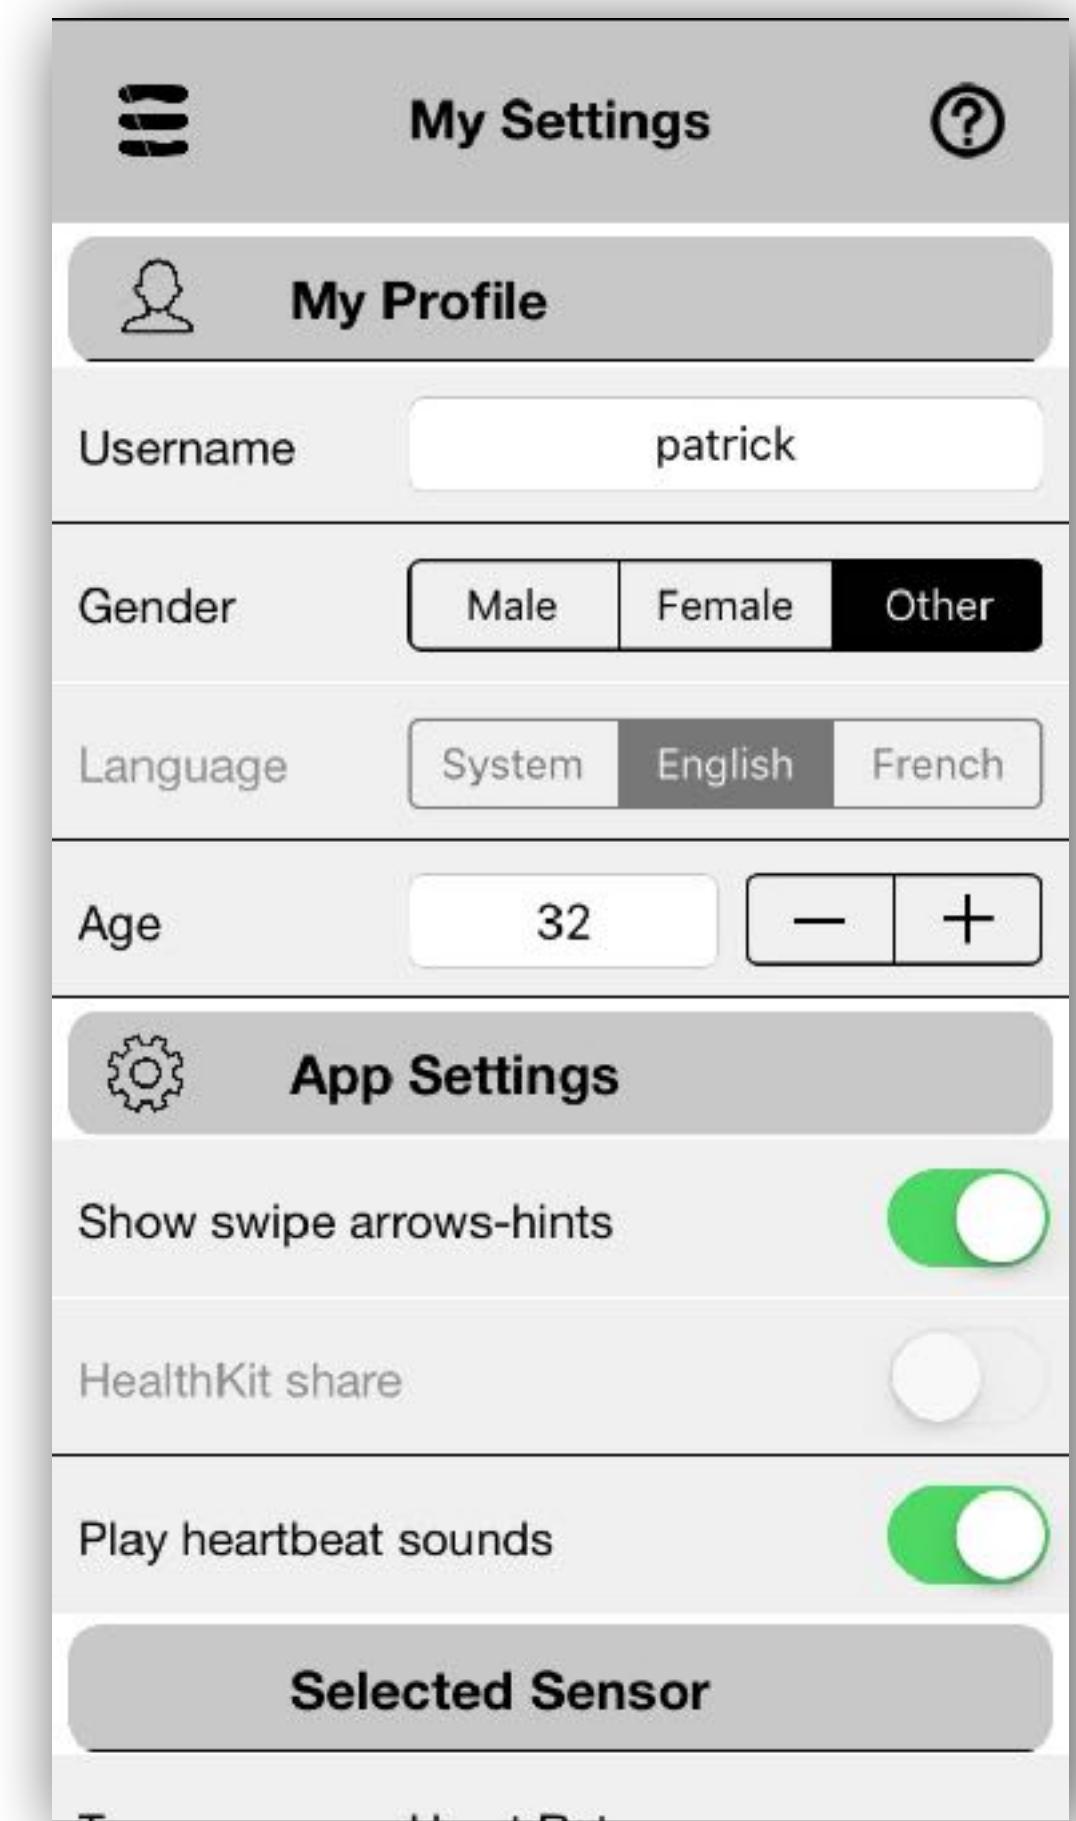 My Settings
My Profile
Username patrick
Gender Male Female Other
Language System English French
Age 32 − +
App Settings
Show swipe arrows-hints
HealthKit share
Play heartbeat sounds
Selected Sensor